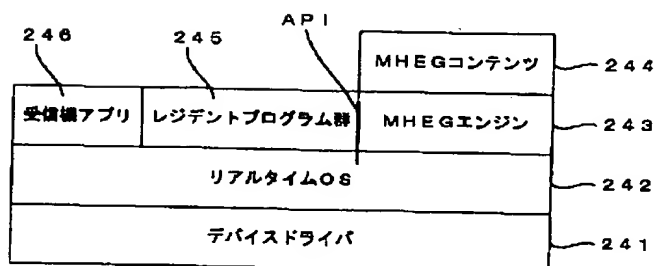 246
245
API
MHEGコンテンツ
244
受信機アプリ
レジデントプログラム群
MHEGエンジン
243
リアルタイムOS
242
デバイスドライバ
241